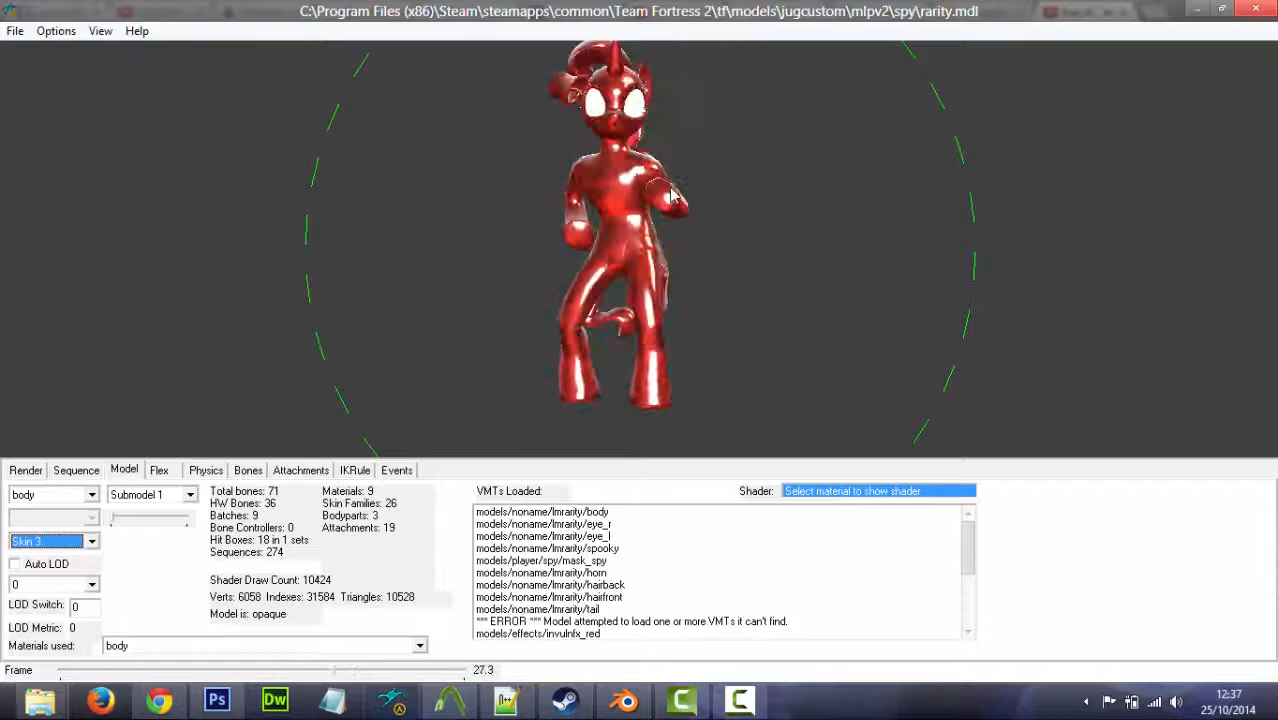 C:\Program Files (x86)\Steam\steamapps\common\Team Fortress 2\tf\models\jugcustom\mlpv2\spy\rarity.mdl
File Options View Help
Render Sequence Model Flex Physics Bones Attachments IKRule Events
body Submodel 1
Skin 3
Auto LOD
0
LOD Switch: 0
LOD Metric: 0
Materials used: body
Total bones: 71
HW Bones: 36
Batches: 9
Bone Controllers: 0
Hit Boxes: 18 in 1 sets
Sequences: 274
Materials: 9
Skin Families: 26
Bodyparts: 3
Attachments: 19
Shader Draw Count: 10424
Verts: 6058 Indexes: 31584 Triangles: 10528
Model is: opaque
VMTs Loaded:
Shader: Select material to show shader
models/noname/lmrarity/body
models/noname/lmrarity/eye_r
models/noname/lmrarity/eye_l
models/noname/lmrarity/spooky
models/player/spy/mask_spy
models/noname/lmrarity/horn
models/noname/lmrarity/hairback
models/noname/lmrarity/hairfront
models/noname/lmrarity/tail
*** ERROR *** Model attempted to load one or more VMTs it can't find.
models/effects/invulnfx_red
Frame 27.3
Ps Dw
12:37
25/10/2014